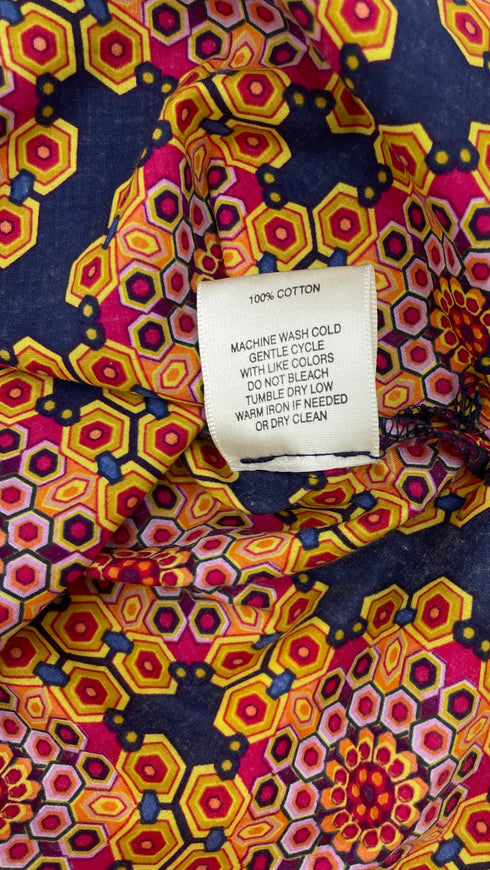 100% COTTON
MACHINE WASH COLD
GENTLE CYCLE
WITH LIKE COLORS
DO NOT BLEACH
TUMBLE DRY LOW
WARM IRON IF NEEDED
OR DRY CLEAN